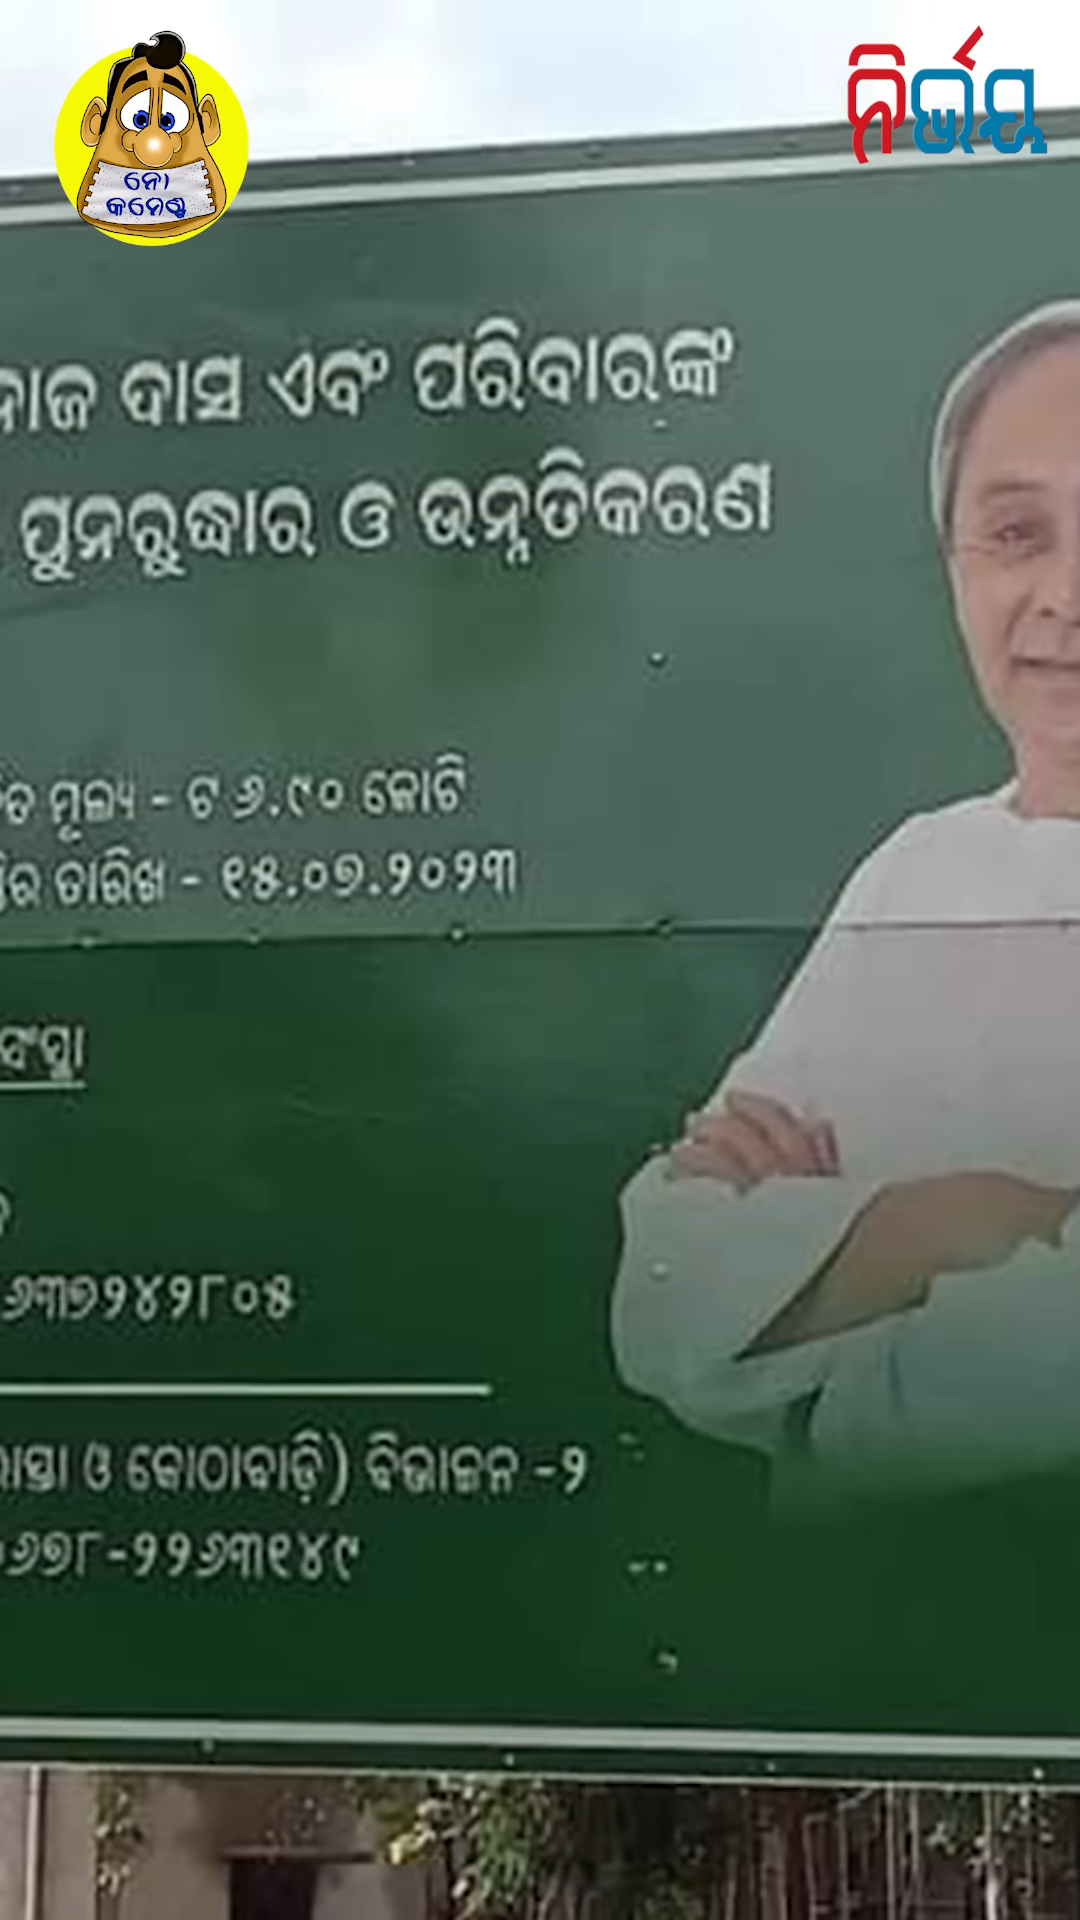 ନିର୍ଭୟ
ନୋ
କମେଣ୍ଟ
ଦାସ ଏବଂ ପରିବାରଙ୍କ
ପୁନରୁଦ୍ଧାର ଓ ଉନ୍ନତିକରଣ
ମୂଲ୍ୟ - ଟ ୬.୯୦ କୋଟି
ତାରିଖ - ୧୫.୦୭.୨୦୨୩
ସଂସ୍ଥା
୬୩୭୨୪୨୮୦୫
ଓ କୋଠାବାଡ଼ି) ବିଭାଜନ -୨
୬୭୮-୨୨୬୩୧୪୯